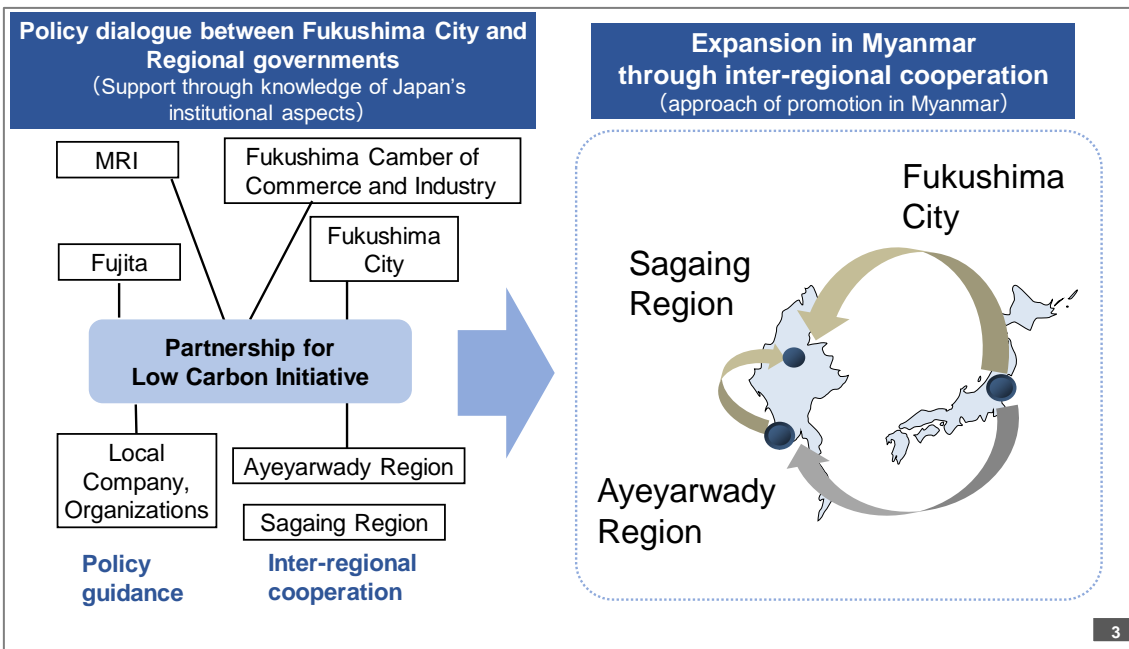 Policy dialogue between Fukushima City and
Regional governments
（Support through knowledge of Japan's
institutional aspects）
MRI
Fukushima Camber of
Commerce and Industry
Fujita
Fukushima
City
Partnership for
Low Carbon Initiative
Local
Company,
Organizations
Ayeyarwady Region
Sagaing Region
Policy
guidance
Inter-regional
cooperation
Expansion in Myanmar
through inter-regional cooperation
（approach of promotion in Myanmar）
Fukushima
City
Sagaing
Region
Ayeyarwady
Region
3